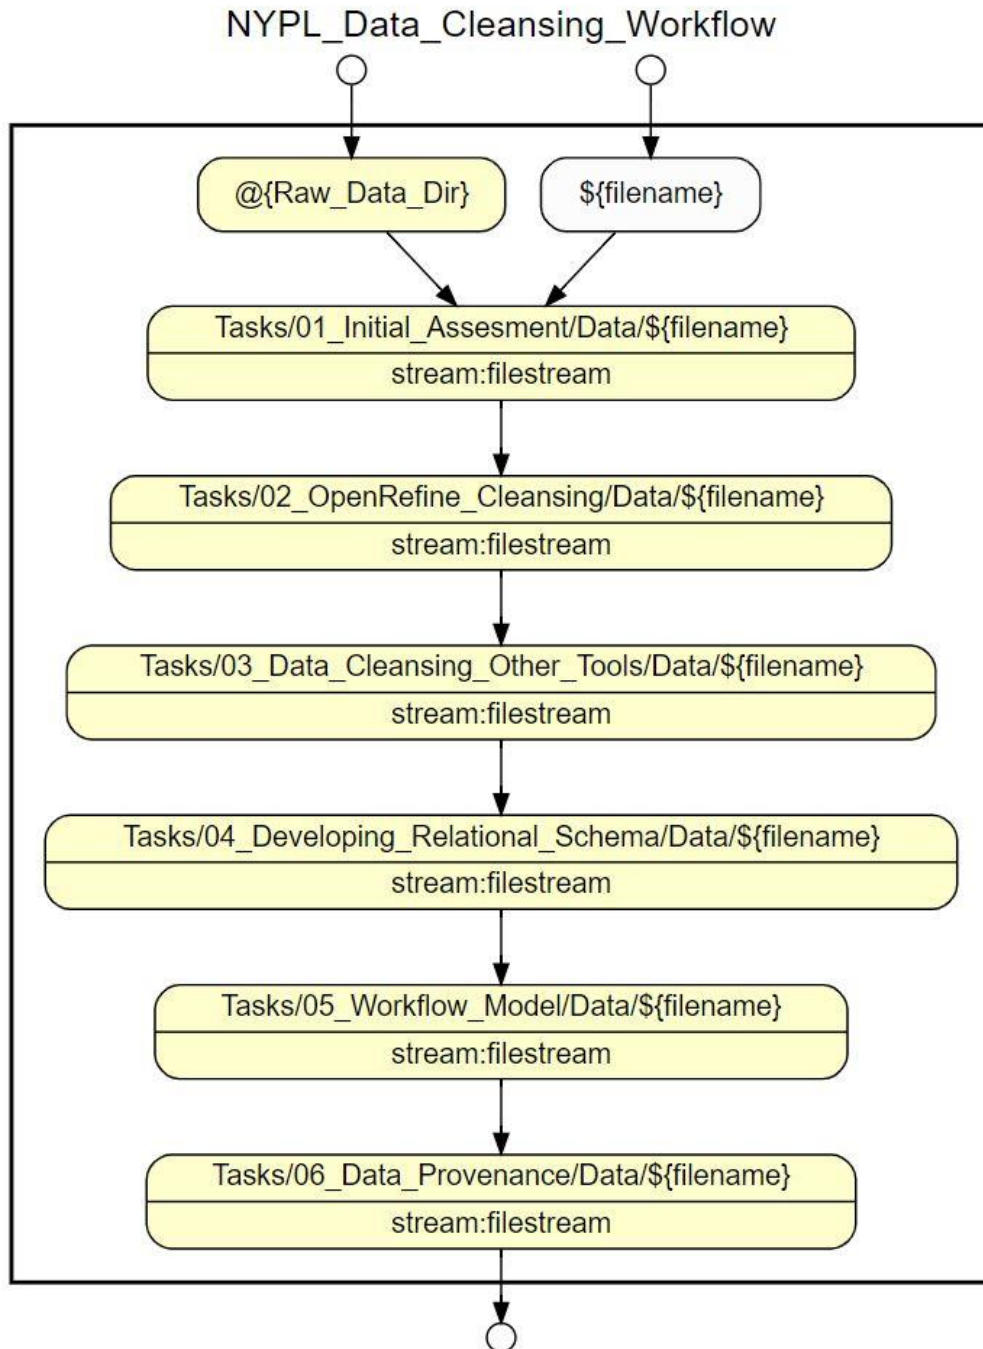 NYPL_Data_Cleansing_Workflow
@{Raw_Data_Dir}
${filename}
Tasks/01_Initial_Assesment/Data/${filename}
stream:filestream
Tasks/02_OpenRefine_Cleansing/Data/${filename}
stream:filestream
Tasks/03_Data_Cleansing_Other_Tools/Data/${filename}
stream:filestream
Tasks/04_Developing_Relational_Schema/Data/${filename}
stream:filestream
Tasks/05_Workflow_Model/Data/${filename}
stream:filestream
Tasks/06_Data_Provenance/Data/${filename}
stream:filestream